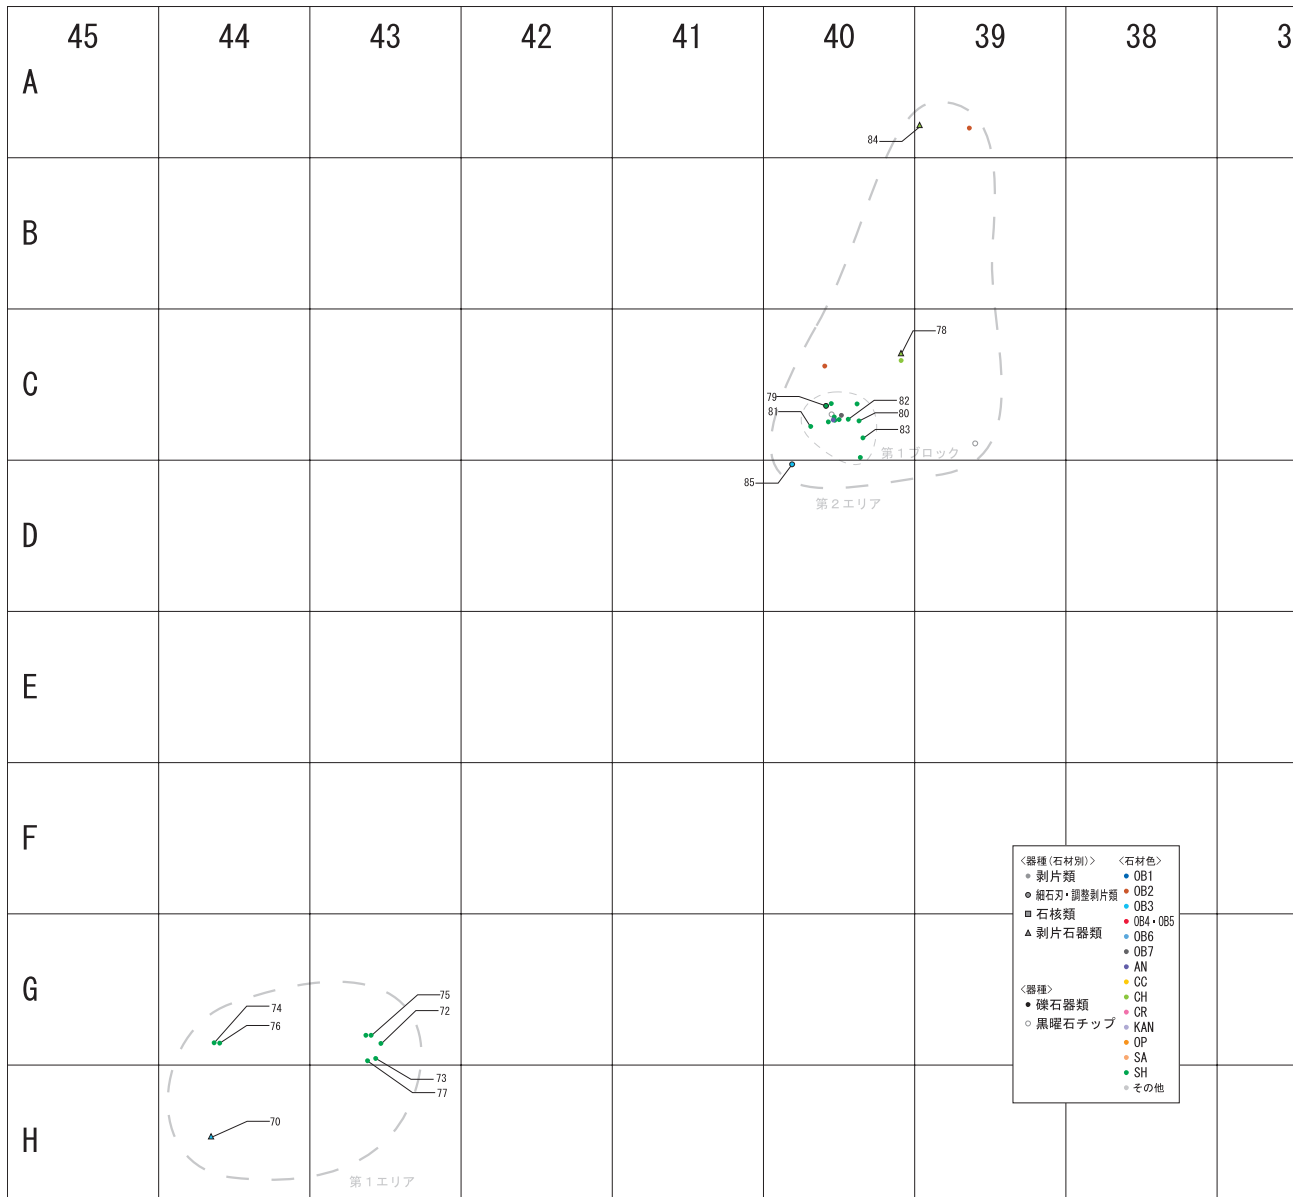 45 44 43 42 41 40 39 38 3
A
84
B
78
C
79
82
81
80
83
第1ブロック
85
第2エリア
D
E
F
〈器種(石材別)〉
剥片類
細石刃・調整剥片類
石核類
剥片石器類
〈器種〉
礫石器類
黒曜石チップ
〈石材色〉
OB1
OB2
OB3
OB4・OB5
OB6
OB7
AN
CC
CH
CR
KAN
OP
SA
SH
その他
G
75
74
72
76
73
77
70
H
第1エリア